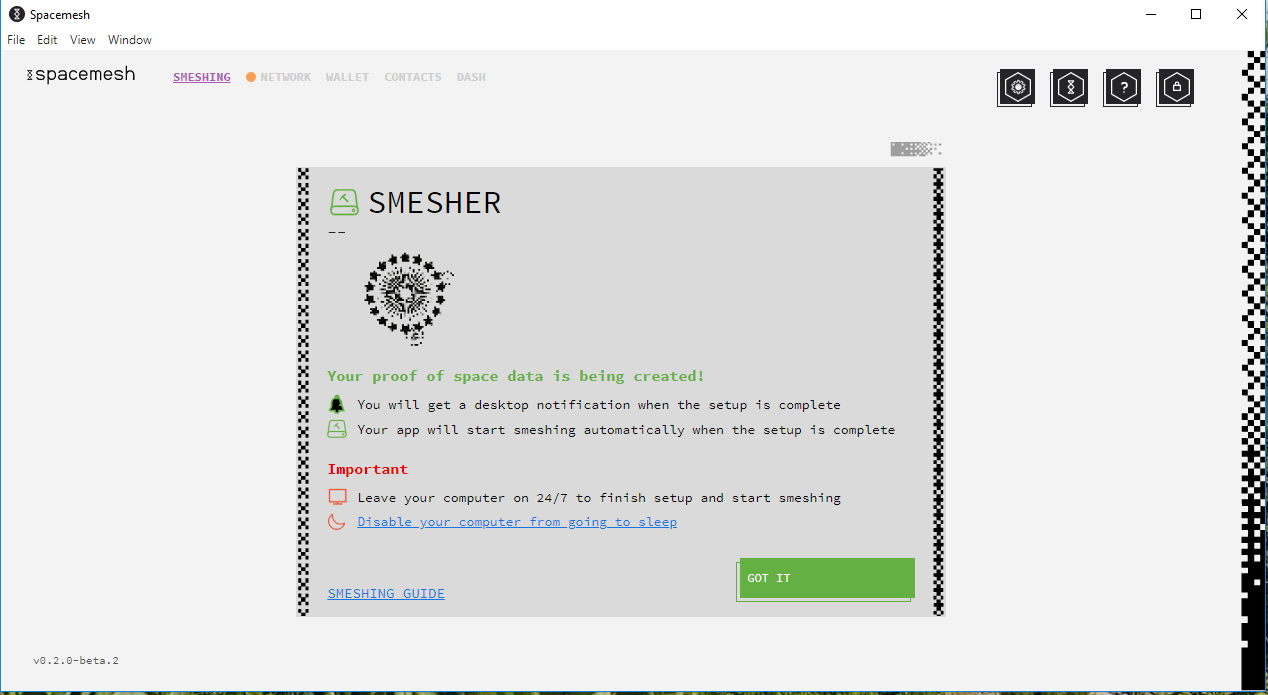 Spacemesh
File Edit View Window
spacemesh
SMESHING NETWORK WALLET CONTACTS DASH
?
SMESHER
--
Your proof of space data is being created!
You will get a desktop notification when the setup is complete
Your app will start smeshing automatically when the setup is complete
Important
Leave your computer on 24/7 to finish setup and start smeshing
Disable your computer from going to sleep
GOT IT
SMESHING GUIDE
v0.2.0-beta.2